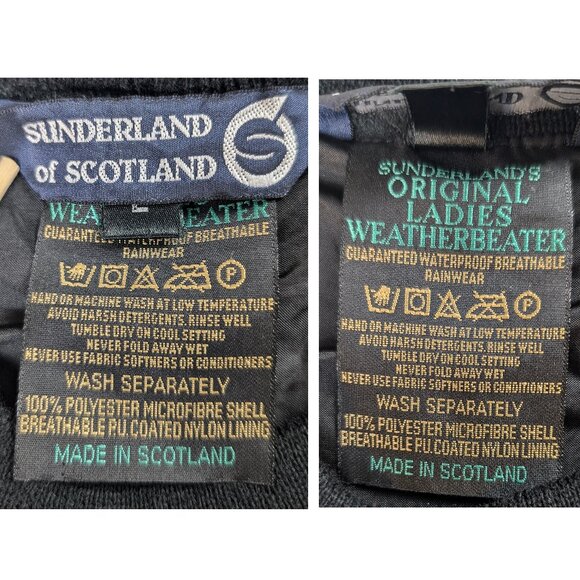 SUNDERLAND
of SCOTLAND
L
WEA BEATER
GUARANTEED WATERPROOF BREATHABLE
RAINWEAR
P
HAND OR MACHINE WASH AT LOW TEMPERATURE
AVOID HARSH DETERGENTS. RINSE WELL
TUMBLE DRY ON COOL SETTING
NEVER FOLD AWAY WET
NEVER USE FABRIC SOFTNERS OR CONDITIONERS
WASH SEPARATELY
100% POLYESTER MICROFIBRE SHELL
BREATHABLE P.U. COATED NYLON LINING
MADE IN SCOTLAND
SUNDERLAND'S
ORIGINAL
LADIES
WEATHERBEATER
GUARANTEED WATERPROOF BREATHABLE
RAINWEAR
P
HAND OR MACHINE WASH AT LOW TEMPERATURE
AVOID HARSH DETERGENTS. RINSE WELL
TUMBLE DRY ON COOL SETTING
NEVER FOLD AWAY WET
NEVER USE FABRIC SOFTNERS OR CONDITIONERS
WASH SEPARATELY
100% POLYESTER MICROFIBRE SHELL
BREATHABLE P.U. COATED NYLON LINING
MADE IN SCOTLAND